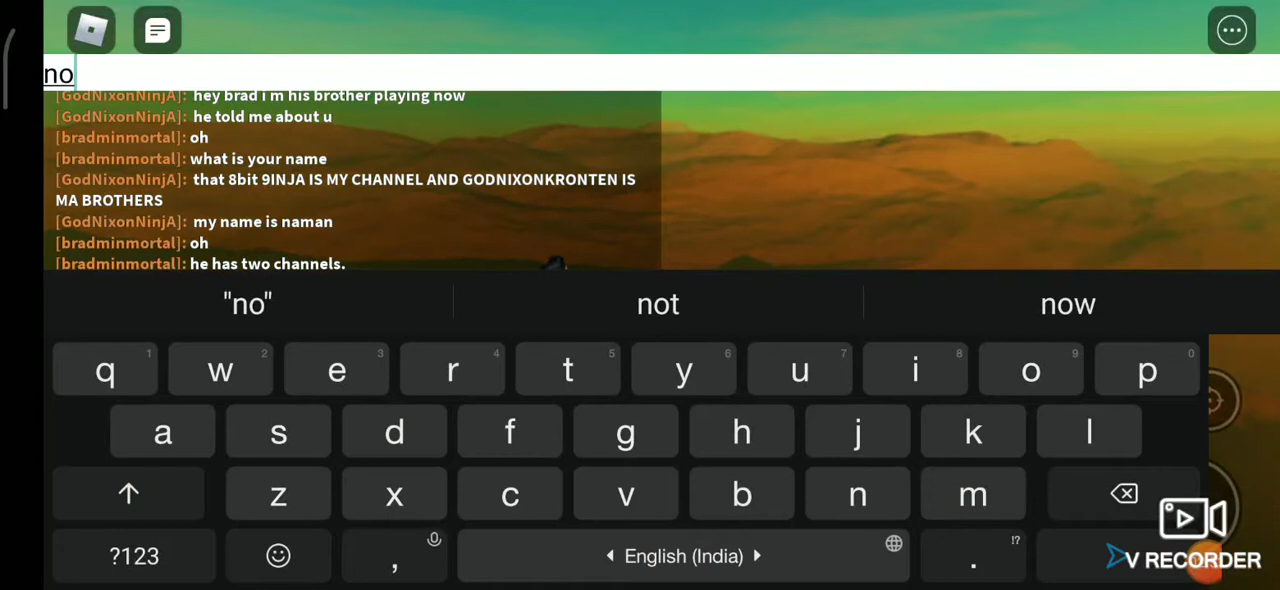 no
[GodNixonNinjA]: hey brad i m his brother playing now
[GodNixonNinjA]: he told me about u
[bradminmortal]: oh
[bradminmortal]: what is your name
[GodNixonNinjA]: that 8bit 9INJA IS MY CHANNEL AND GODNIXONKRONTEN IS
MA BROTHERS
[GodNixonNinjA]: my name is naman
[bradminmortal]: oh
[bradminmortal]: he has two channels.
"no" not now
q 1 w 2 e 3 r 4 t 5 y 6 u 7 i 8 o 9 p 0
a s d f g h j k l
z x c v b n m
?123 , English (India) . !?
V RECORDER